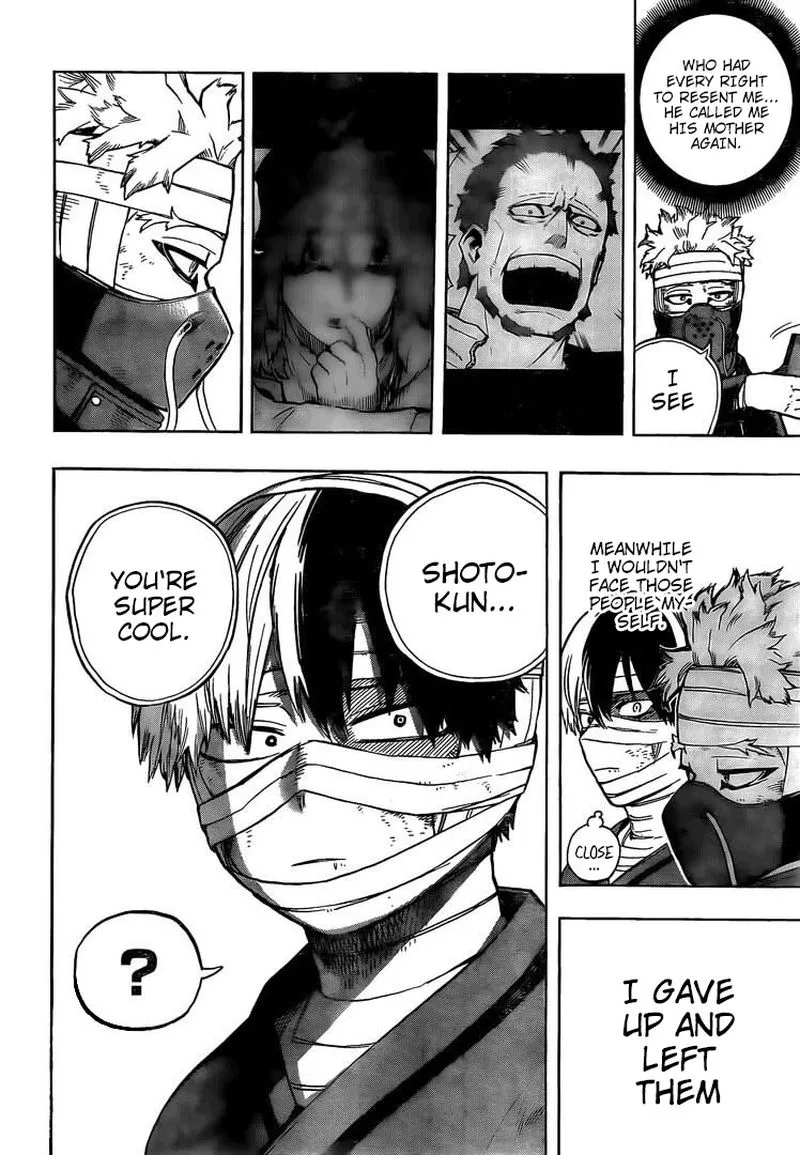 WHO HAD
EVERY RIGHT
TO RESENT ME...
HE CALLED ME
HIS MOTHER
AGAIN.
I
SEE
MEANWHILE
I WOULDN'T
FACE THOSE
PEOPLE MY-
SELF.
CLOSE
...
SHOTO-
KUN...
YOU'RE
SUPER
COOL.
?
I GAVE
UP AND
LEFT
THEM